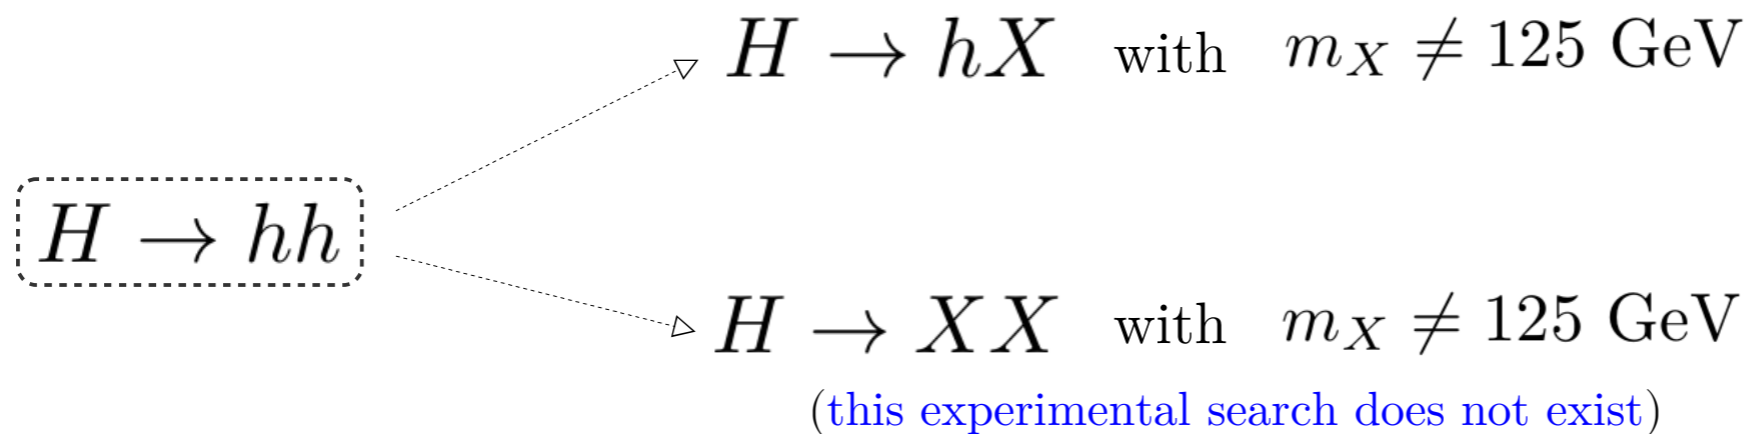 H → hX with m_X ≠ 125 GeV
H → hh
H → XX with m_X ≠ 125 GeV
(this experimental search does not exist)